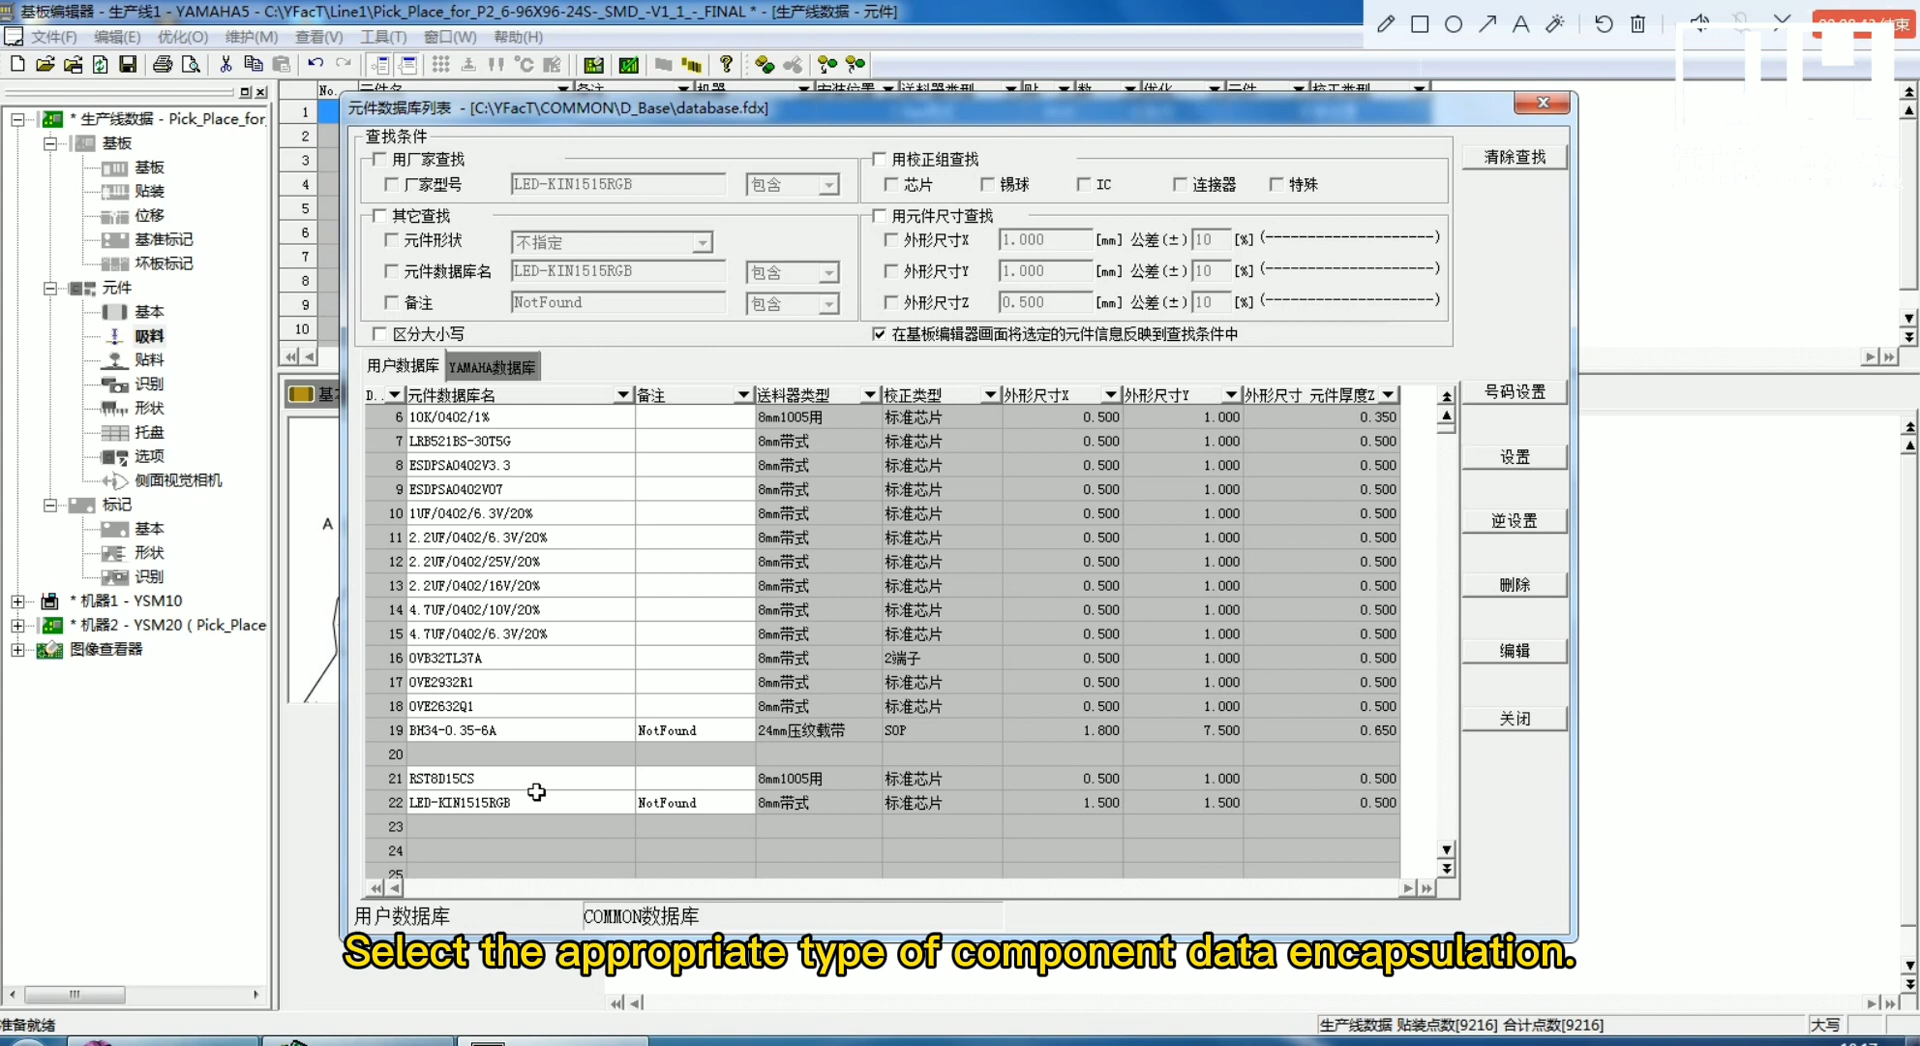 基板编辑器 - 生产线1 - YAMAHA5 - C:\YFacT\Line1\Pick_Place_for_P2_6-96X96-24S-_SMD_-V1_1_-_FINAL * - [生产线数据 - 元件]
文件(F) 编辑(E) 优化(O) 维护(M) 查看(V) 工具(T) 窗口(W) 帮助(H)
* 生产线数据 - Pick_Place_for_
基板
基板
贴装
位移
基准标记
坏板标记
元件
基本
吸料
贴料
识别
形状
托盘
选项
侧面视觉相机
标记
基本
形状
识别
* 机器1 - YSM10
* 机器2 - YSM20 ( Pick_Place
图像查看器
No.
1
2
3
4
5
6
7
8
9
10
A
元件数据库列表 - [C:\YFacT\COMMON\D_Base\database.fdx]
查找条件
用厂家查找
厂家型号 LED-KIN1515RGB 包含
用校正组查找
芯片 锡球 IC 连接器 特殊
其它查找
元件形状 不指定
元件数据库名 LED-KIN1515RGB 包含
备注 NotFound 包含
用元件尺寸查找
外形尺寸X 1.000 [mm] 公差(±) 10 [%] (---------------------)
外形尺寸Y 1.000 [mm] 公差(±) 10 [%] (---------------------)
外形尺寸Z 0.500 [mm] 公差(±) 10 [%] (---------------------)
区分大小写
在基板编辑器画面将选定的元件信息反映到查找条件中
清除查找
号码设置
设置
逆设置
删除
编辑
关闭
用户数据库 YAMAHA数据库
D.. 元件数据库名 备注 送料器类型 校正类型 外形尺寸X 外形尺寸Y 外形尺寸 元件厚度Z
6 10K/0402/1% 8mm1005用 标准芯片 0.500 1.000 0.350
7 LRB521BS-30T5G 8mm带式 标准芯片 0.500 1.000 0.500
8 ESDPSA0402V3.3 8mm带式 标准芯片 0.500 1.000 0.500
9 ESDPSA0402V07 8mm带式 标准芯片 0.500 1.000 0.500
10 1UF/0402/6.3V/20% 8mm带式 标准芯片 0.500 1.000 0.500
11 2.2UF/0402/6.3V/20% 8mm带式 标准芯片 0.500 1.000 0.500
12 2.2UF/0402/25V/20% 8mm带式 标准芯片 0.500 1.000 0.500
13 2.2UF/0402/16V/20% 8mm带式 标准芯片 0.500 1.000 0.500
14 4.7UF/0402/10V/20% 8mm带式 标准芯片 0.500 1.000 0.500
15 4.7UF/0402/6.3V/20% 8mm带式 标准芯片 0.500 1.000 0.500
16 OVB32TL37A 8mm带式 2端子 0.500 1.000 0.500
17 OVE2932R1 8mm带式 标准芯片 0.500 1.000 0.500
18 OVE2632Q1 8mm带式 标准芯片 0.500 1.000 0.500
19 BH34-0.35-6A NotFound 24mm压纹载带 SOP 1.800 7.500 0.650
20
21 RST8D15CS 8mm1005用 标准芯片 0.500 1.000 0.500
22 LED-KIN1515RGB NotFound 8mm带式 标准芯片 1.500 1.500 0.500
23
24
25
用户数据库 COMMON数据库
Select the appropriate type of component data encapsulation.
准备就绪
生产线数据 贴装点数[9216] 合计点数[9216] 大写